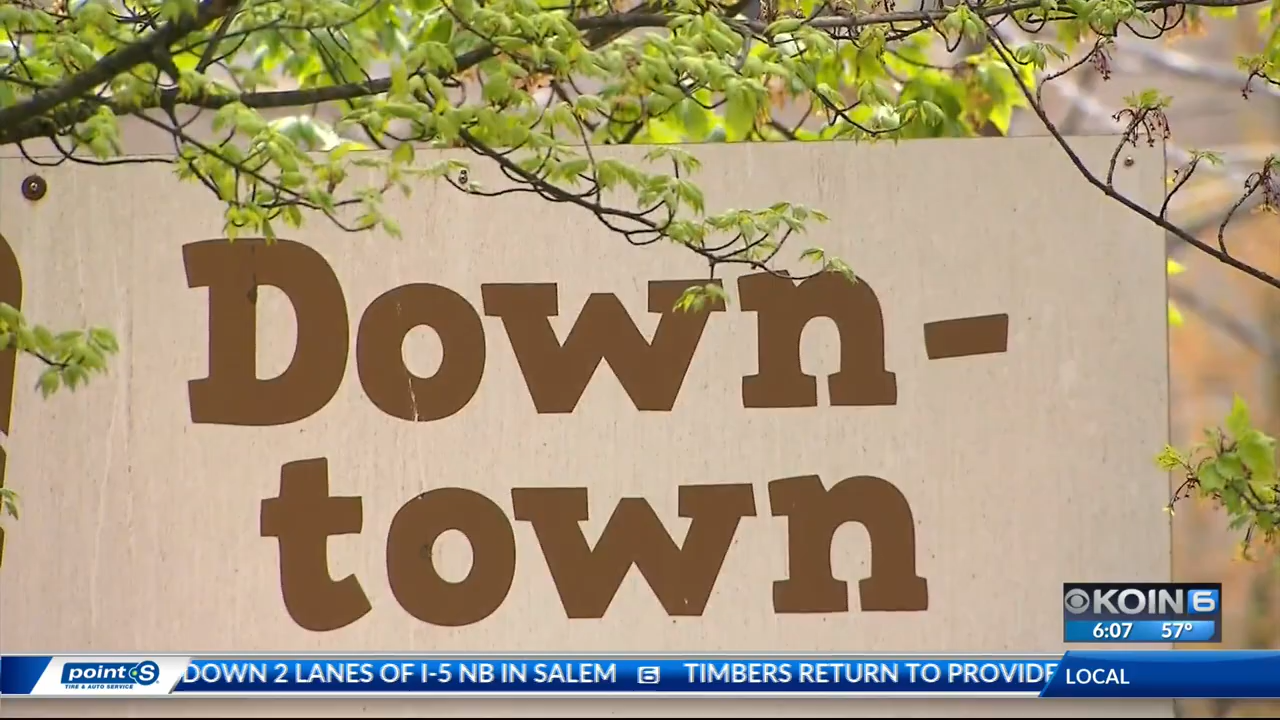 Down-
town
KOIN 6
6:07 57°
point S
TIRE & AUTO SERVICE
DOWN 2 LANES OF I-5 NB IN SALEM 6 TIMBERS RETURN TO PROVIDE
LOCAL